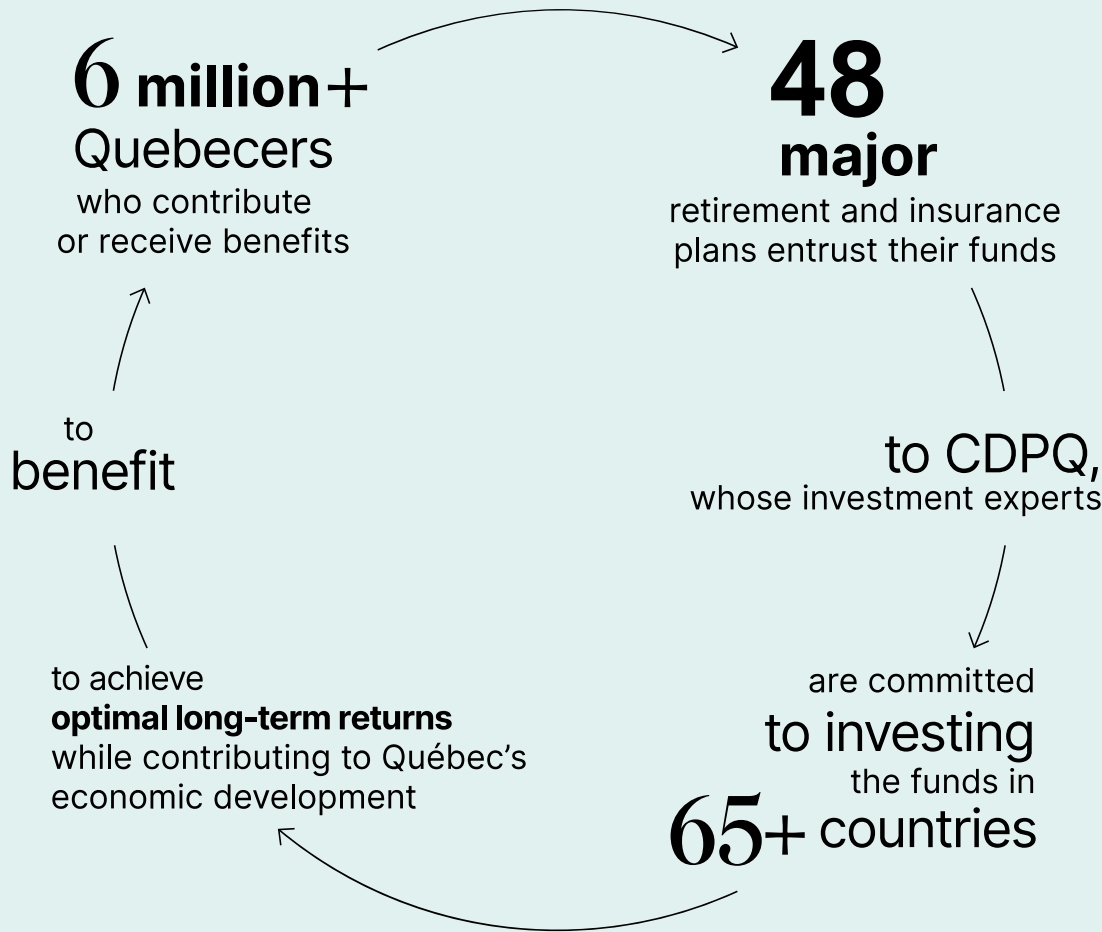 6 million+
Quebecers
who contribute
or receive benefits
48
major
retirement and insurance
plans entrust their funds
to CDPQ,
whose investment experts
are committed
to investing
the funds in
65+ countries
to achieve
optimal long-term returns
while contributing to Québec’s
economic development
to
benefit